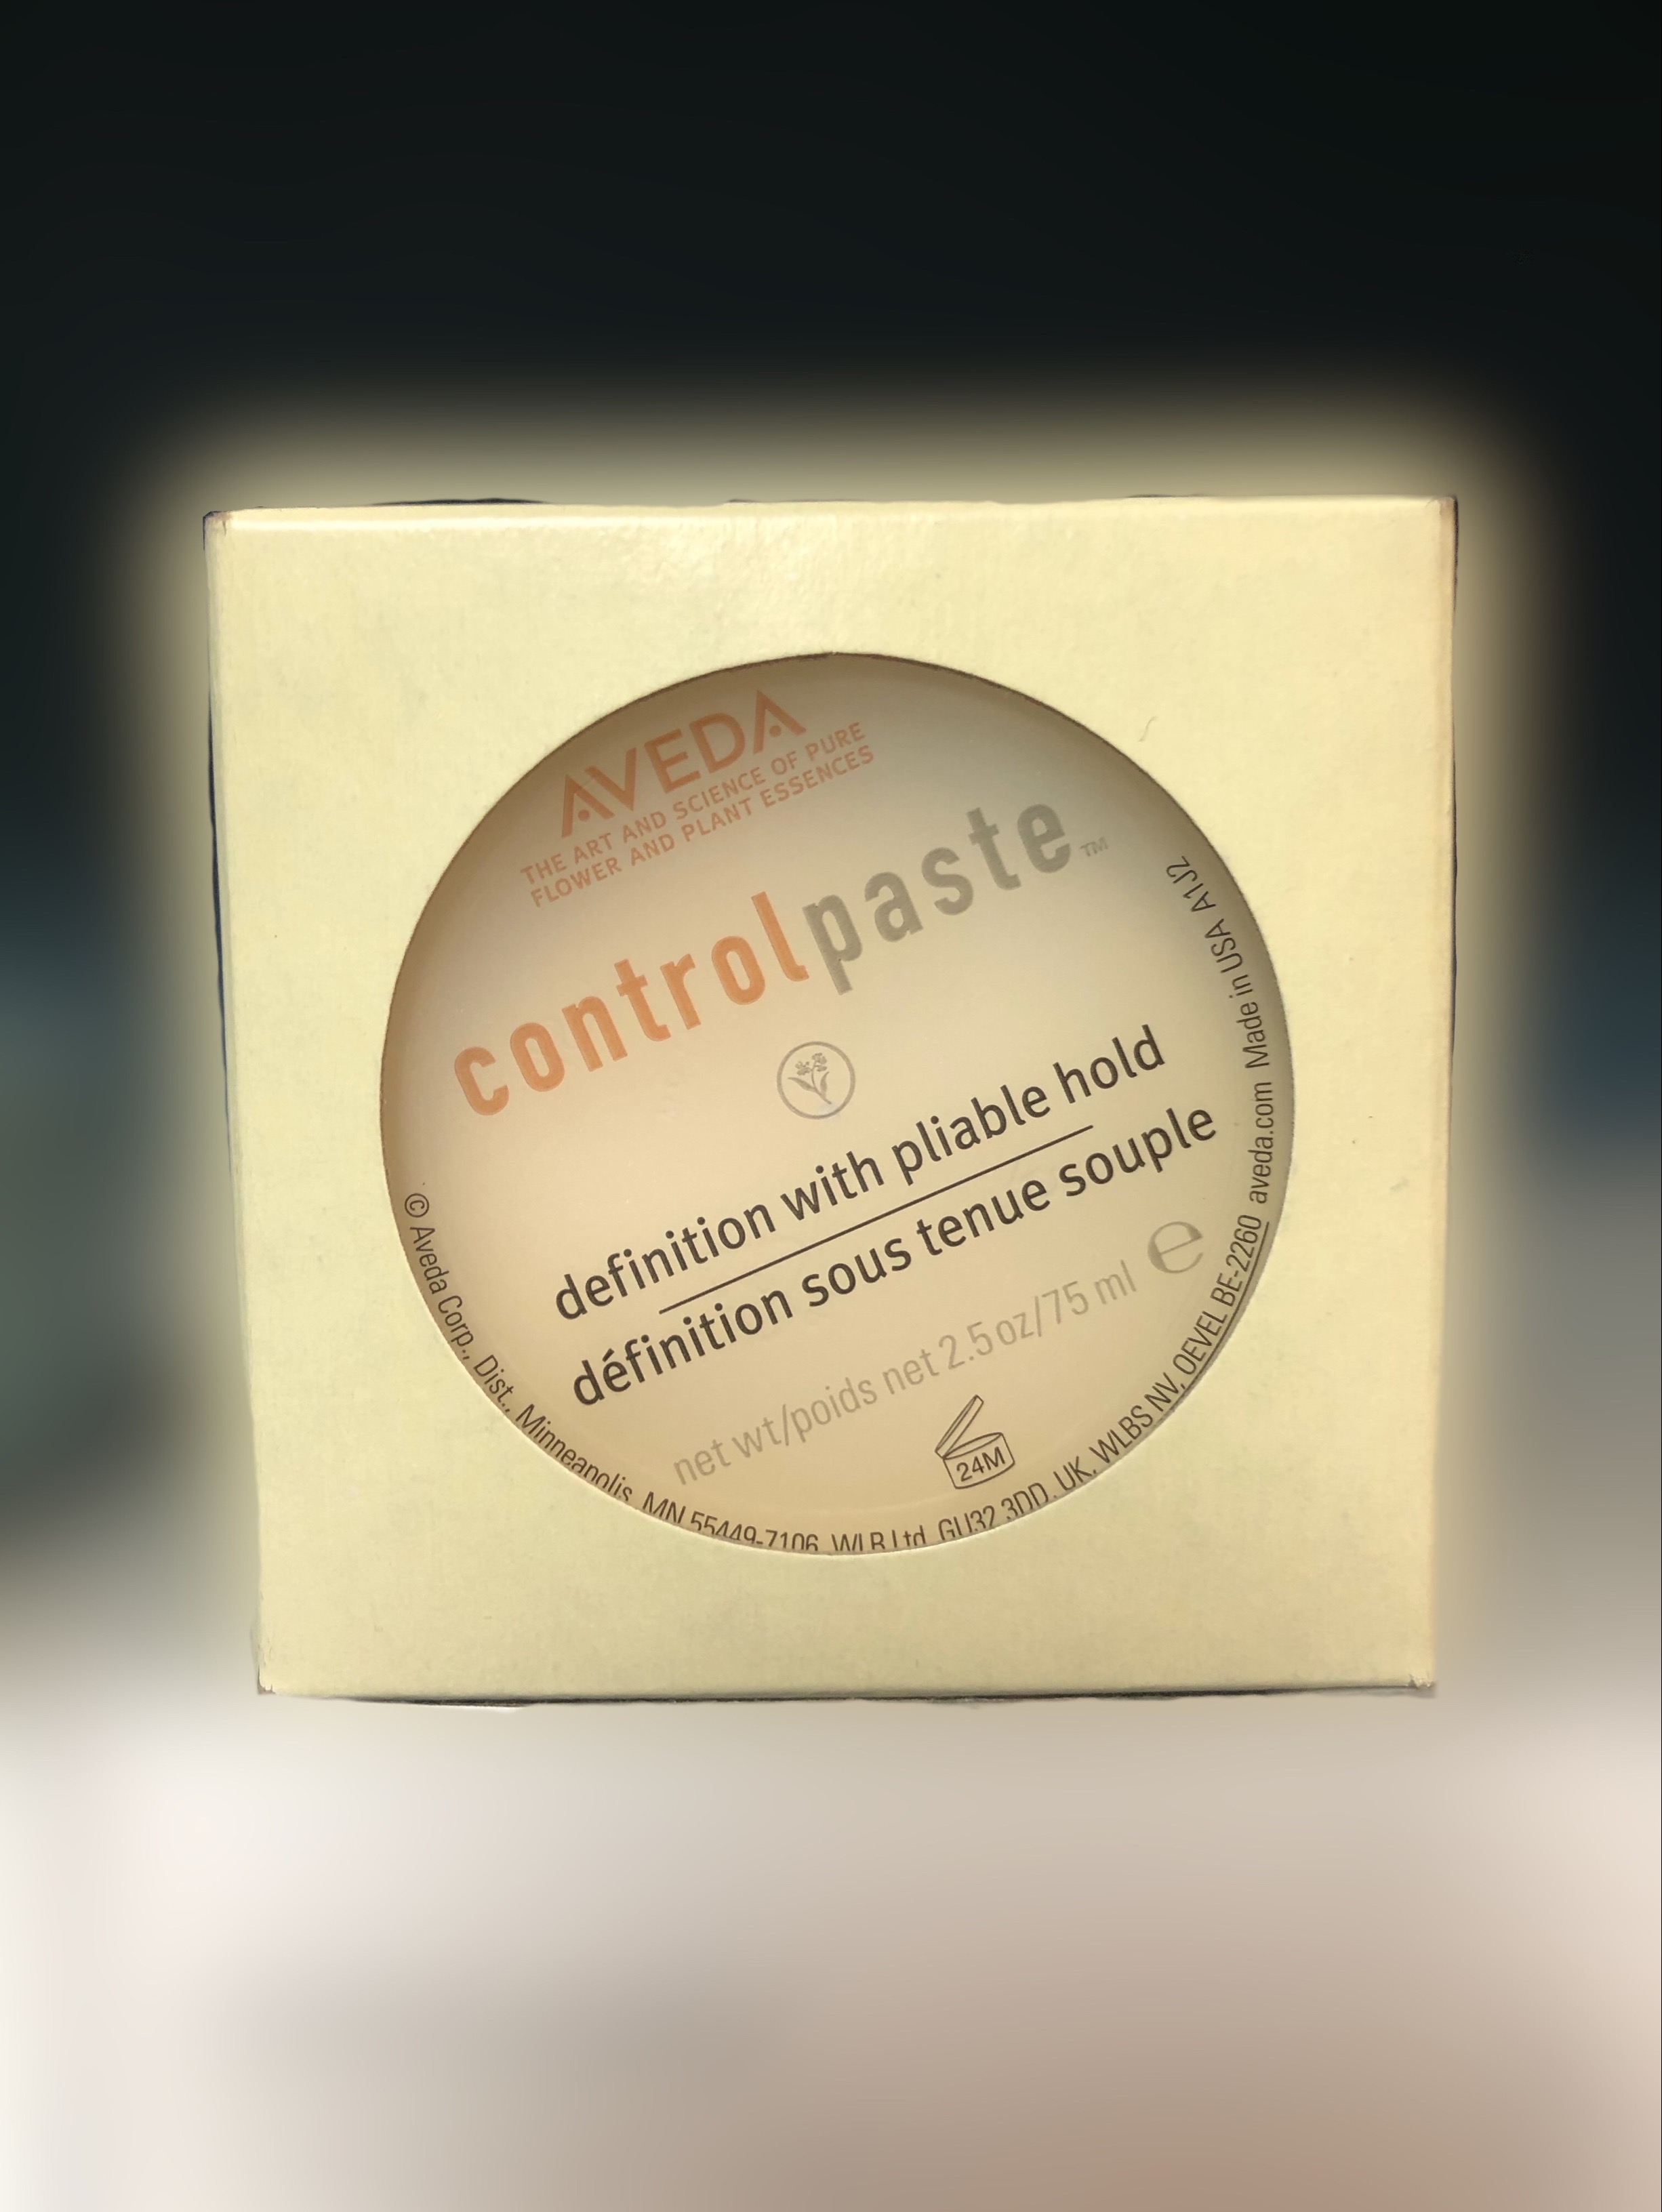 AVEDA
THE ART AND SCIENCE OF PURE
FLOWER AND PLANT ESSENCES
controlpaste™
definition with pliable hold
définition sous tenue souple
net wt/poids net 2.5 oz/75 ml e
24M
© Aveda Corp., Dist., Minneapolis, MN 55449-7106 WLB Ltd. GU32 3DD, UK. WLBS NV, OEVEL BE-2260 aveda.com Made in USA A1J2